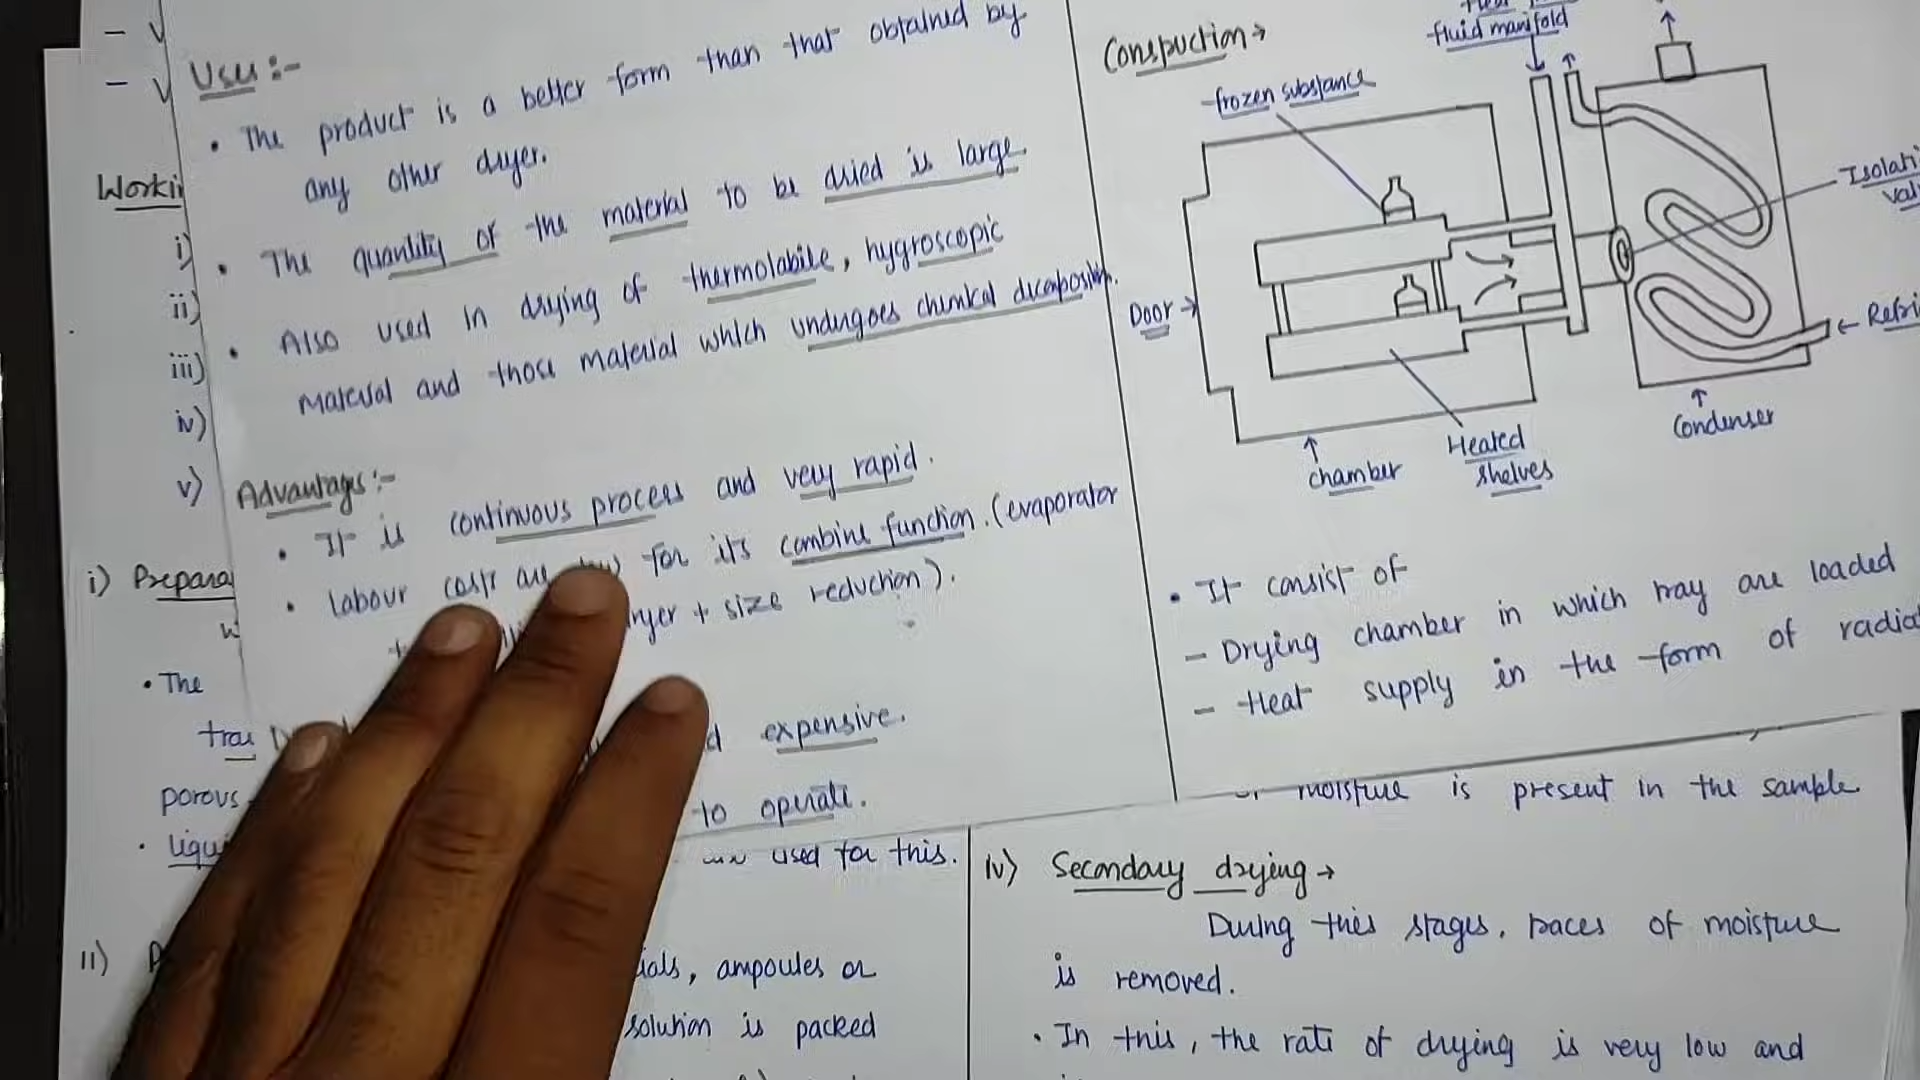 Uses :-
• The product is a better form than that obtained by
any other dryer.
• The quantity of the material to be dried is large
• Also used in drying of thermolabile, hygroscopic
material and those material which undergoes chemical decomposition.
Advantages :-
• It is continuous process and very rapid.
• labour cost are for its combine function. (evaporator
+ size reduction).
expensive.
to operate.
Construction →
fluid manifold
frozen substance
Door →
chamber
Heated
shelves
Condenser
• It consist of
- Drying chamber in which tray are loaded
- Heat supply in the form of
i)
ii)
iii)
iv)
v)
i)
• The
porous
used for this.
II)
ampoules or
solution is packed
moisture is present in the sample
iv) Secondary drying →
During this stages, traces of moisture
is removed.
• In this, the rate of drying is very low and